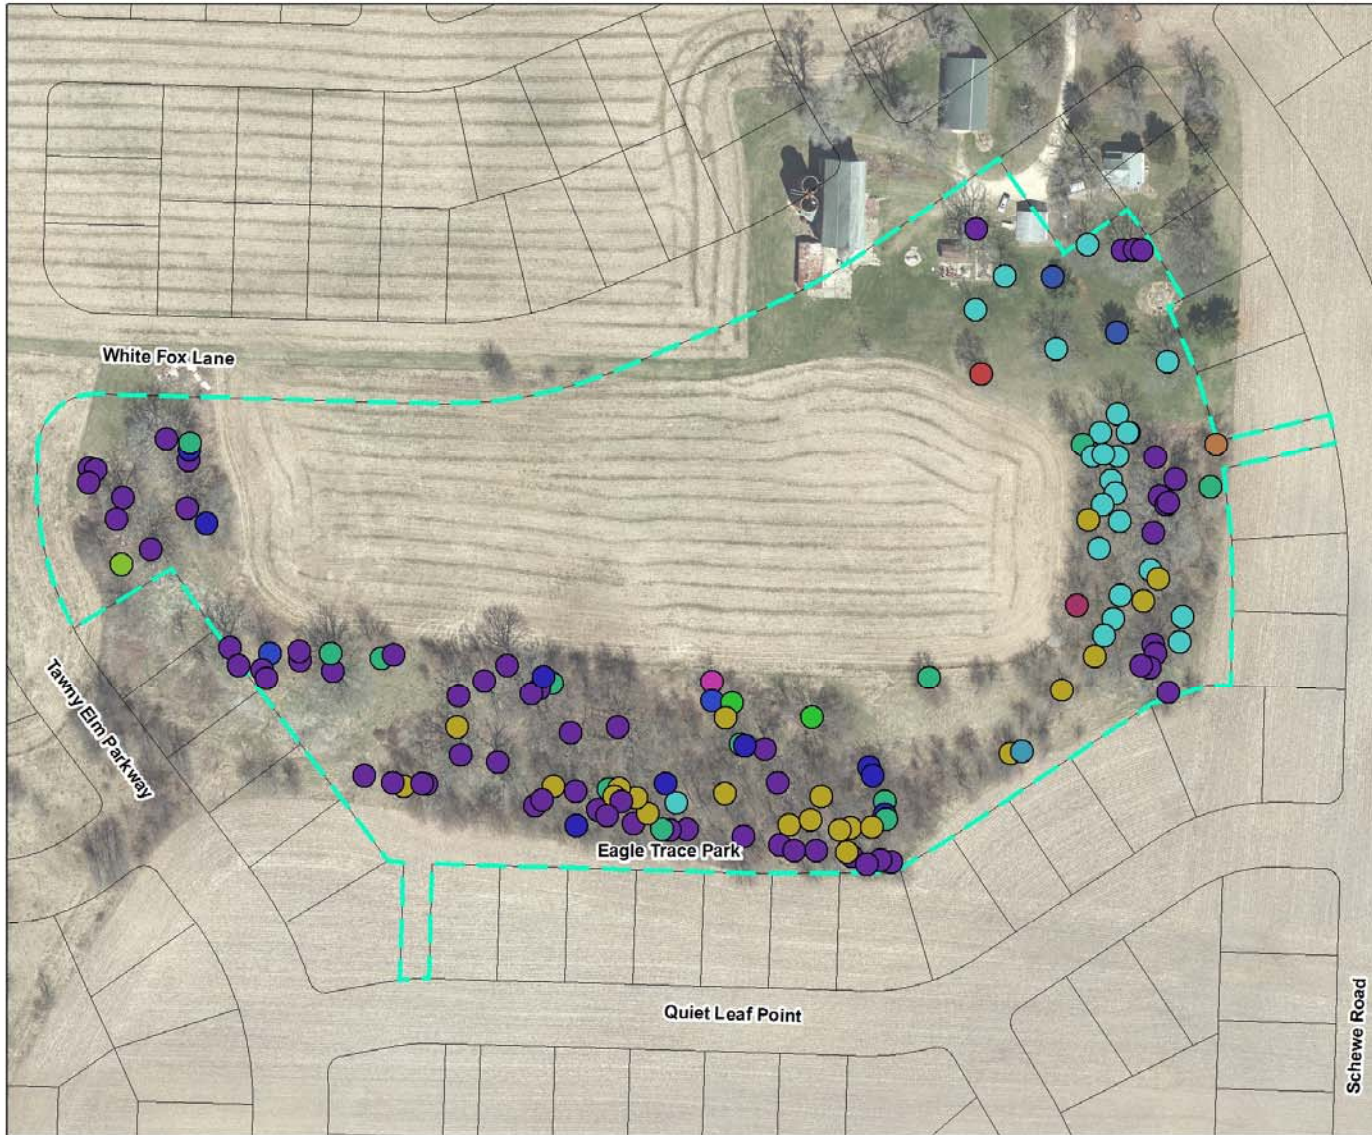 White Fox Lane
Tawny Elm Parkway
Eagle Trace Park
Quiet Leaf Point
Schewe Road